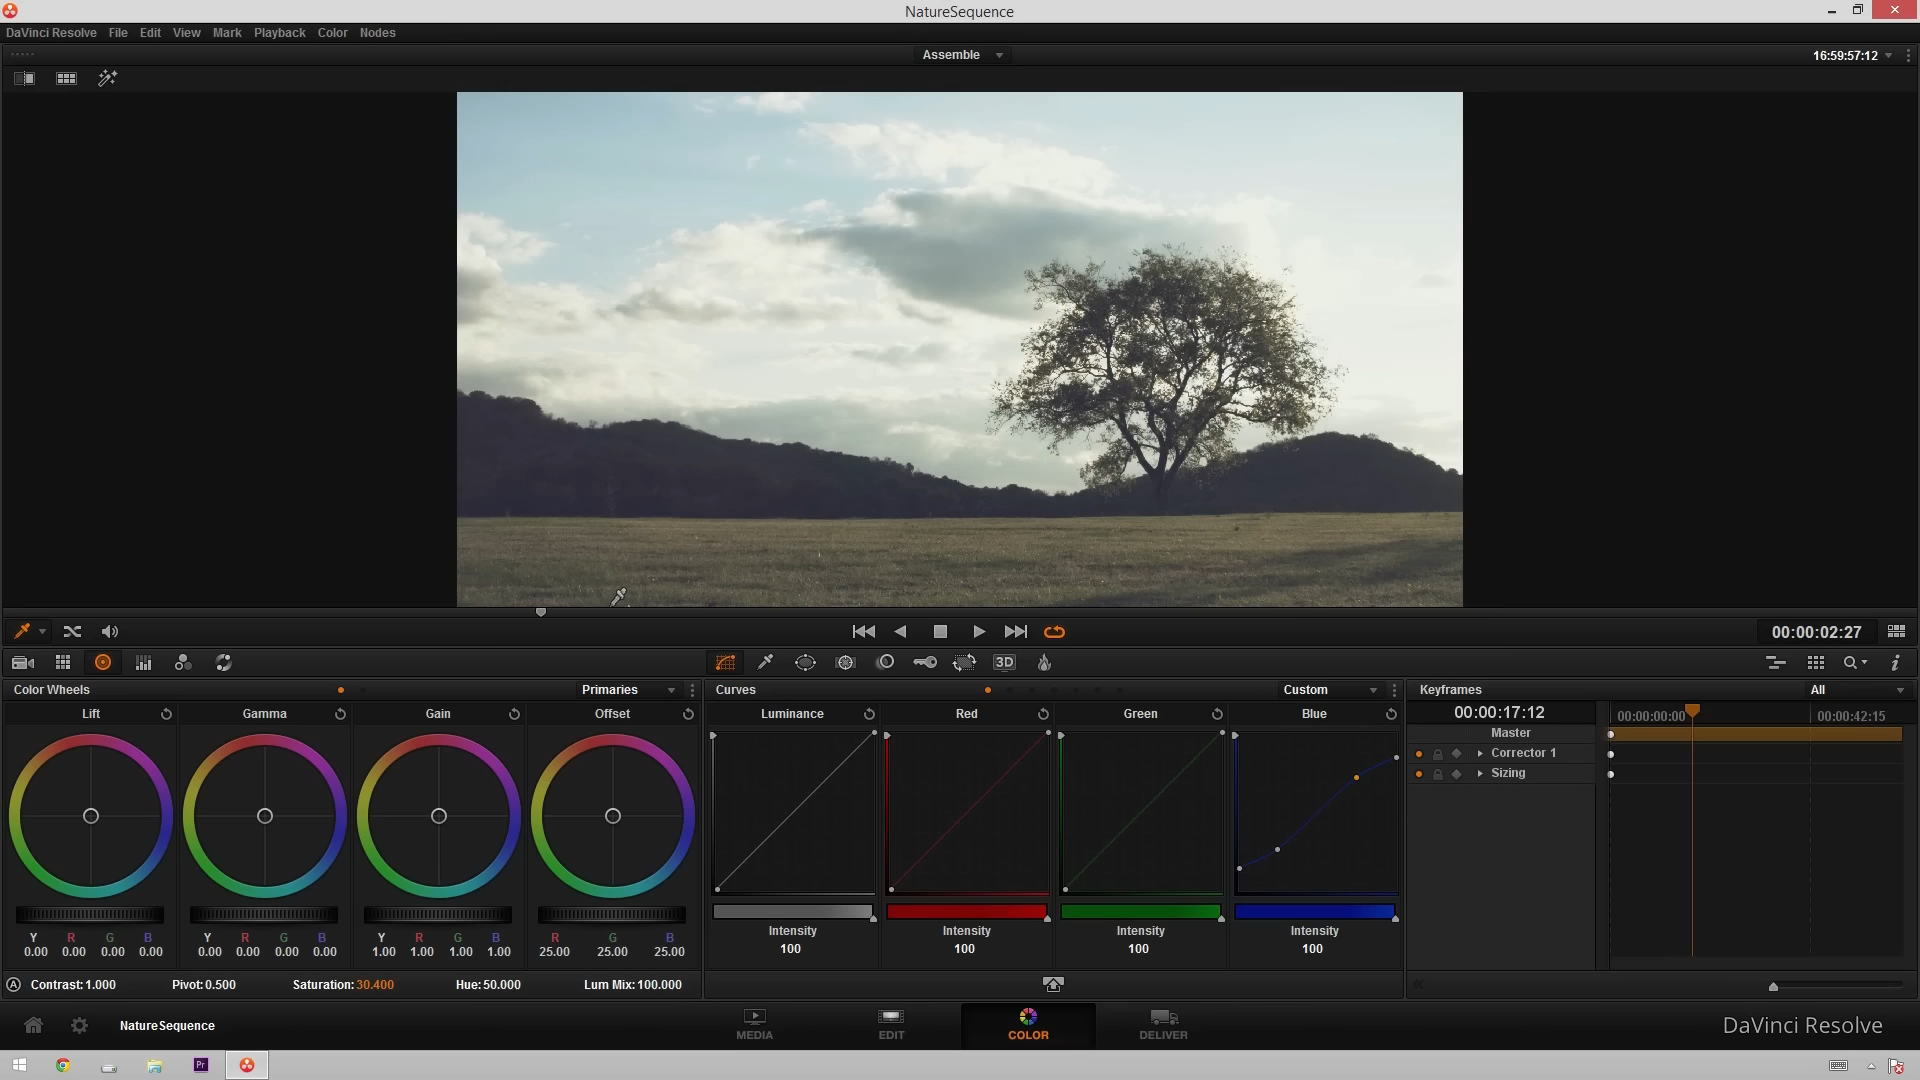 NatureSequence
DaVinci Resolve File Edit View Mark Playback Color Nodes
Assemble 16:59:57:12
00:00:02:27
3D
Color Wheels Primaries
Curves Custom
Keyframes All
Lift Gamma Gain Offset
Luminance Red Green Blue
00:00:17:12 00:00:00:00 00:00:42:15
Master
Corrector 1
Sizing
Y R G B Y R G B Y R G B R G B
0.00 0.00 0.00 0.00 0.00 0.00 0.00 0.00 1.00 1.00 1.00 1.00 25.00 25.00 25.00
Intensity Intensity Intensity Intensity
100 100 100 100
A Contrast: 1.000 Pivot: 0.500 Saturation: 30.400 Hue: 50.000 Lum Mix: 100.000
NatureSequence
MEDIA EDIT COLOR DELIVER
DaVinci Resolve
Pr